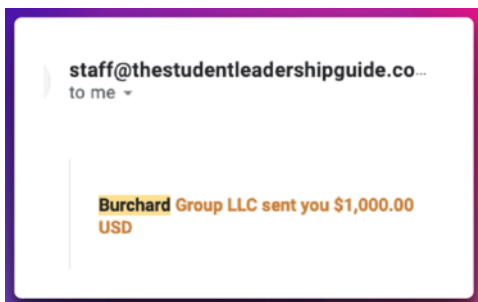 staff@thestudentleadershipguide.co...
to me
Burchard Group LLC sent you $1,000.00
USD